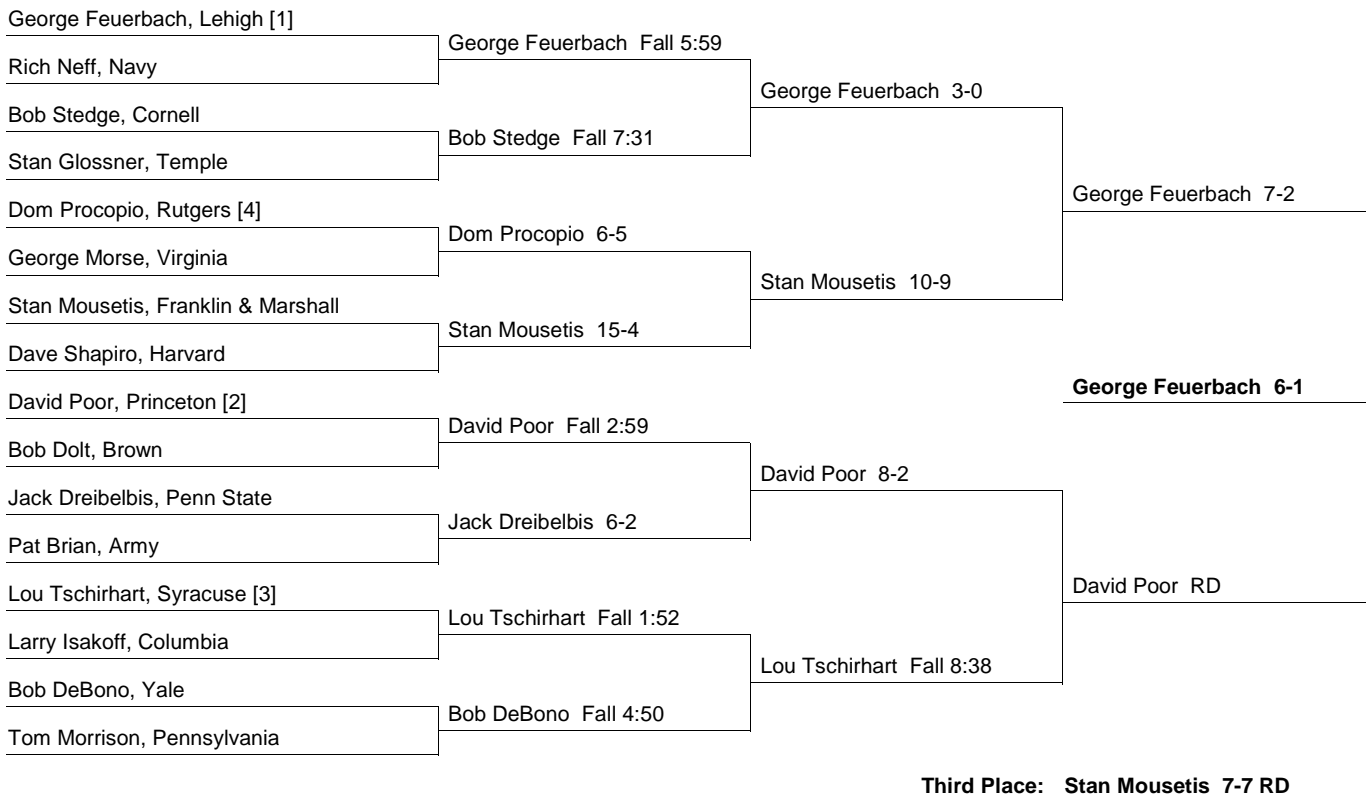 George Feuerbach, Lehigh [1]
Rich Neff, Navy
Bob Stedge, Cornell
Stan Glossner, Temple
Dom Procopio, Rutgers [4]
George Morse, Virginia
Stan Mousetis, Franklin & Marshall
Dave Shapiro, Harvard
David Poor, Princeton [2]
Bob Dolt, Brown
Jack Dreibelbis, Penn State
Pat Brian, Army
Lou Tschirhart, Syracuse [3]
Larry Isakoff, Columbia
Bob DeBono, Yale
Tom Morrison, Pennsylvania
George Feuerbach Fall 5:59
Bob Stedge Fall 7:31
Dom Procopio 6-5
Stan Mousetis 15-4
David Poor Fall 2:59
Jack Dreibelbis 6-2
Lou Tschirhart Fall 1:52
Bob DeBono Fall 4:50
George Feuerbach 3-0
Stan Mousetis 10-9
David Poor 8-2
Lou Tschirhart Fall 8:38
George Feuerbach 7-2
David Poor RD
George Feuerbach 6-1
Third Place: Stan Mousetis 7-7 RD